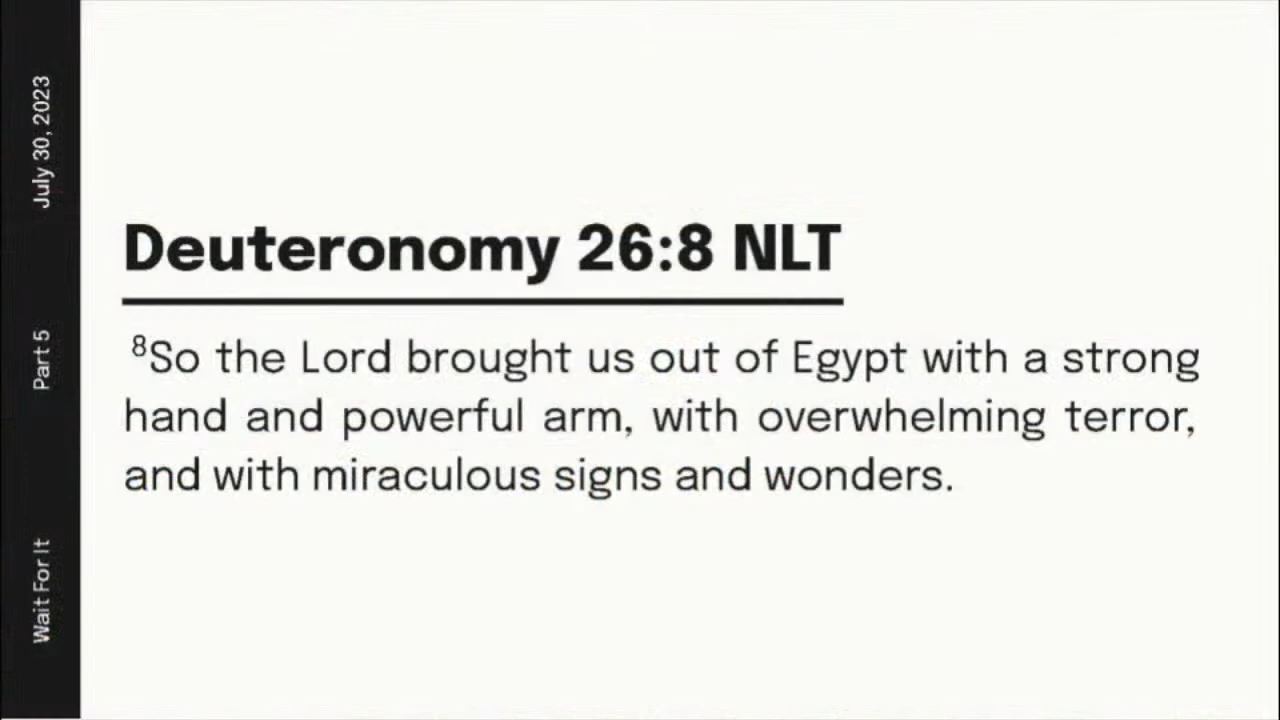 July 30, 2023
Part 5
Wait For It
Deuteronomy 26:8 NLT
⁸So the Lord brought us out of Egypt with a strong
hand and powerful arm, with overwhelming terror,
and with miraculous signs and wonders.